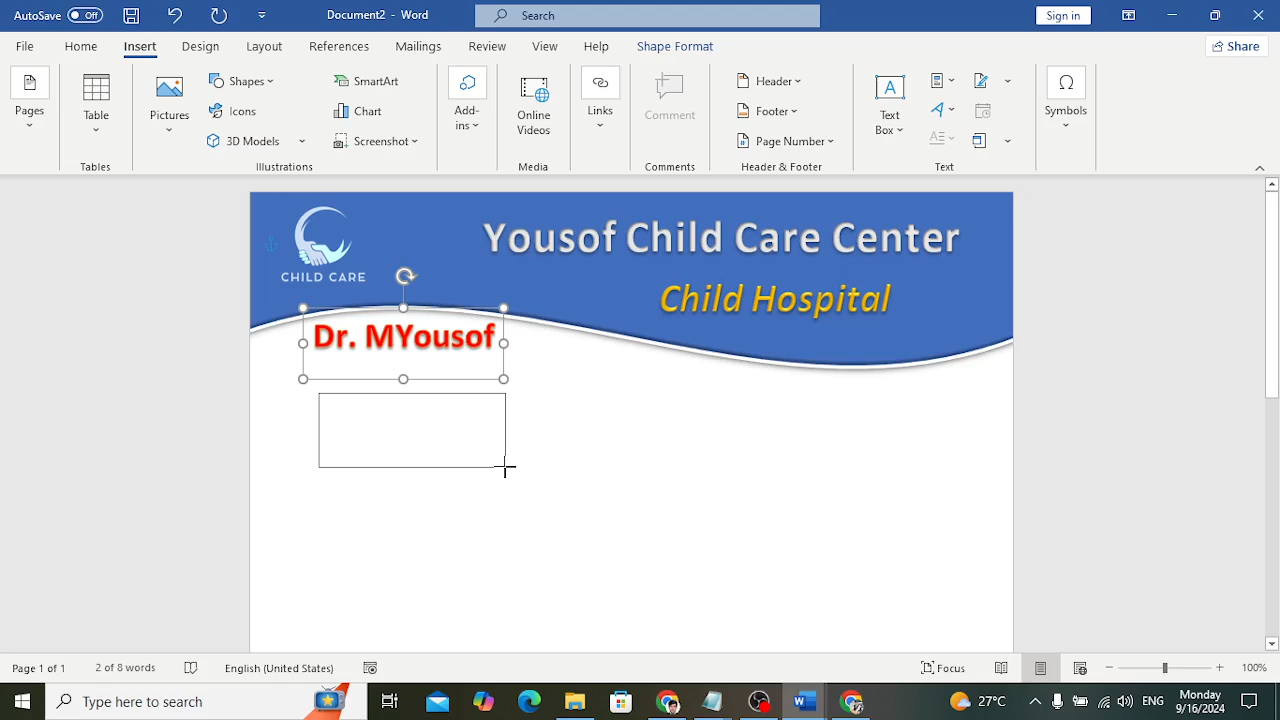 AutoSave Off
Document2 - Word
Search
Sign in
File Home Insert Design Layout References Mailings Review View Help Shape Format
Share
Pages
Table
Pictures
Shapes
Icons
3D Models
SmartArt
Chart
Screenshot
Add-
ins
Online
Videos
Links
Comment
Header
Footer
Page Number
Text
Box
Symbols
Tables
Illustrations
Media
Comments
Header & Footer
Text
Yousof Child Care Center
CHILD CARE
Child Hospital
Dr. MYousof
Page 1 of 1 2 of 8 words English (United States) Focus 100%
Type here to search
27°C
ENG
Monday
9/16/2024